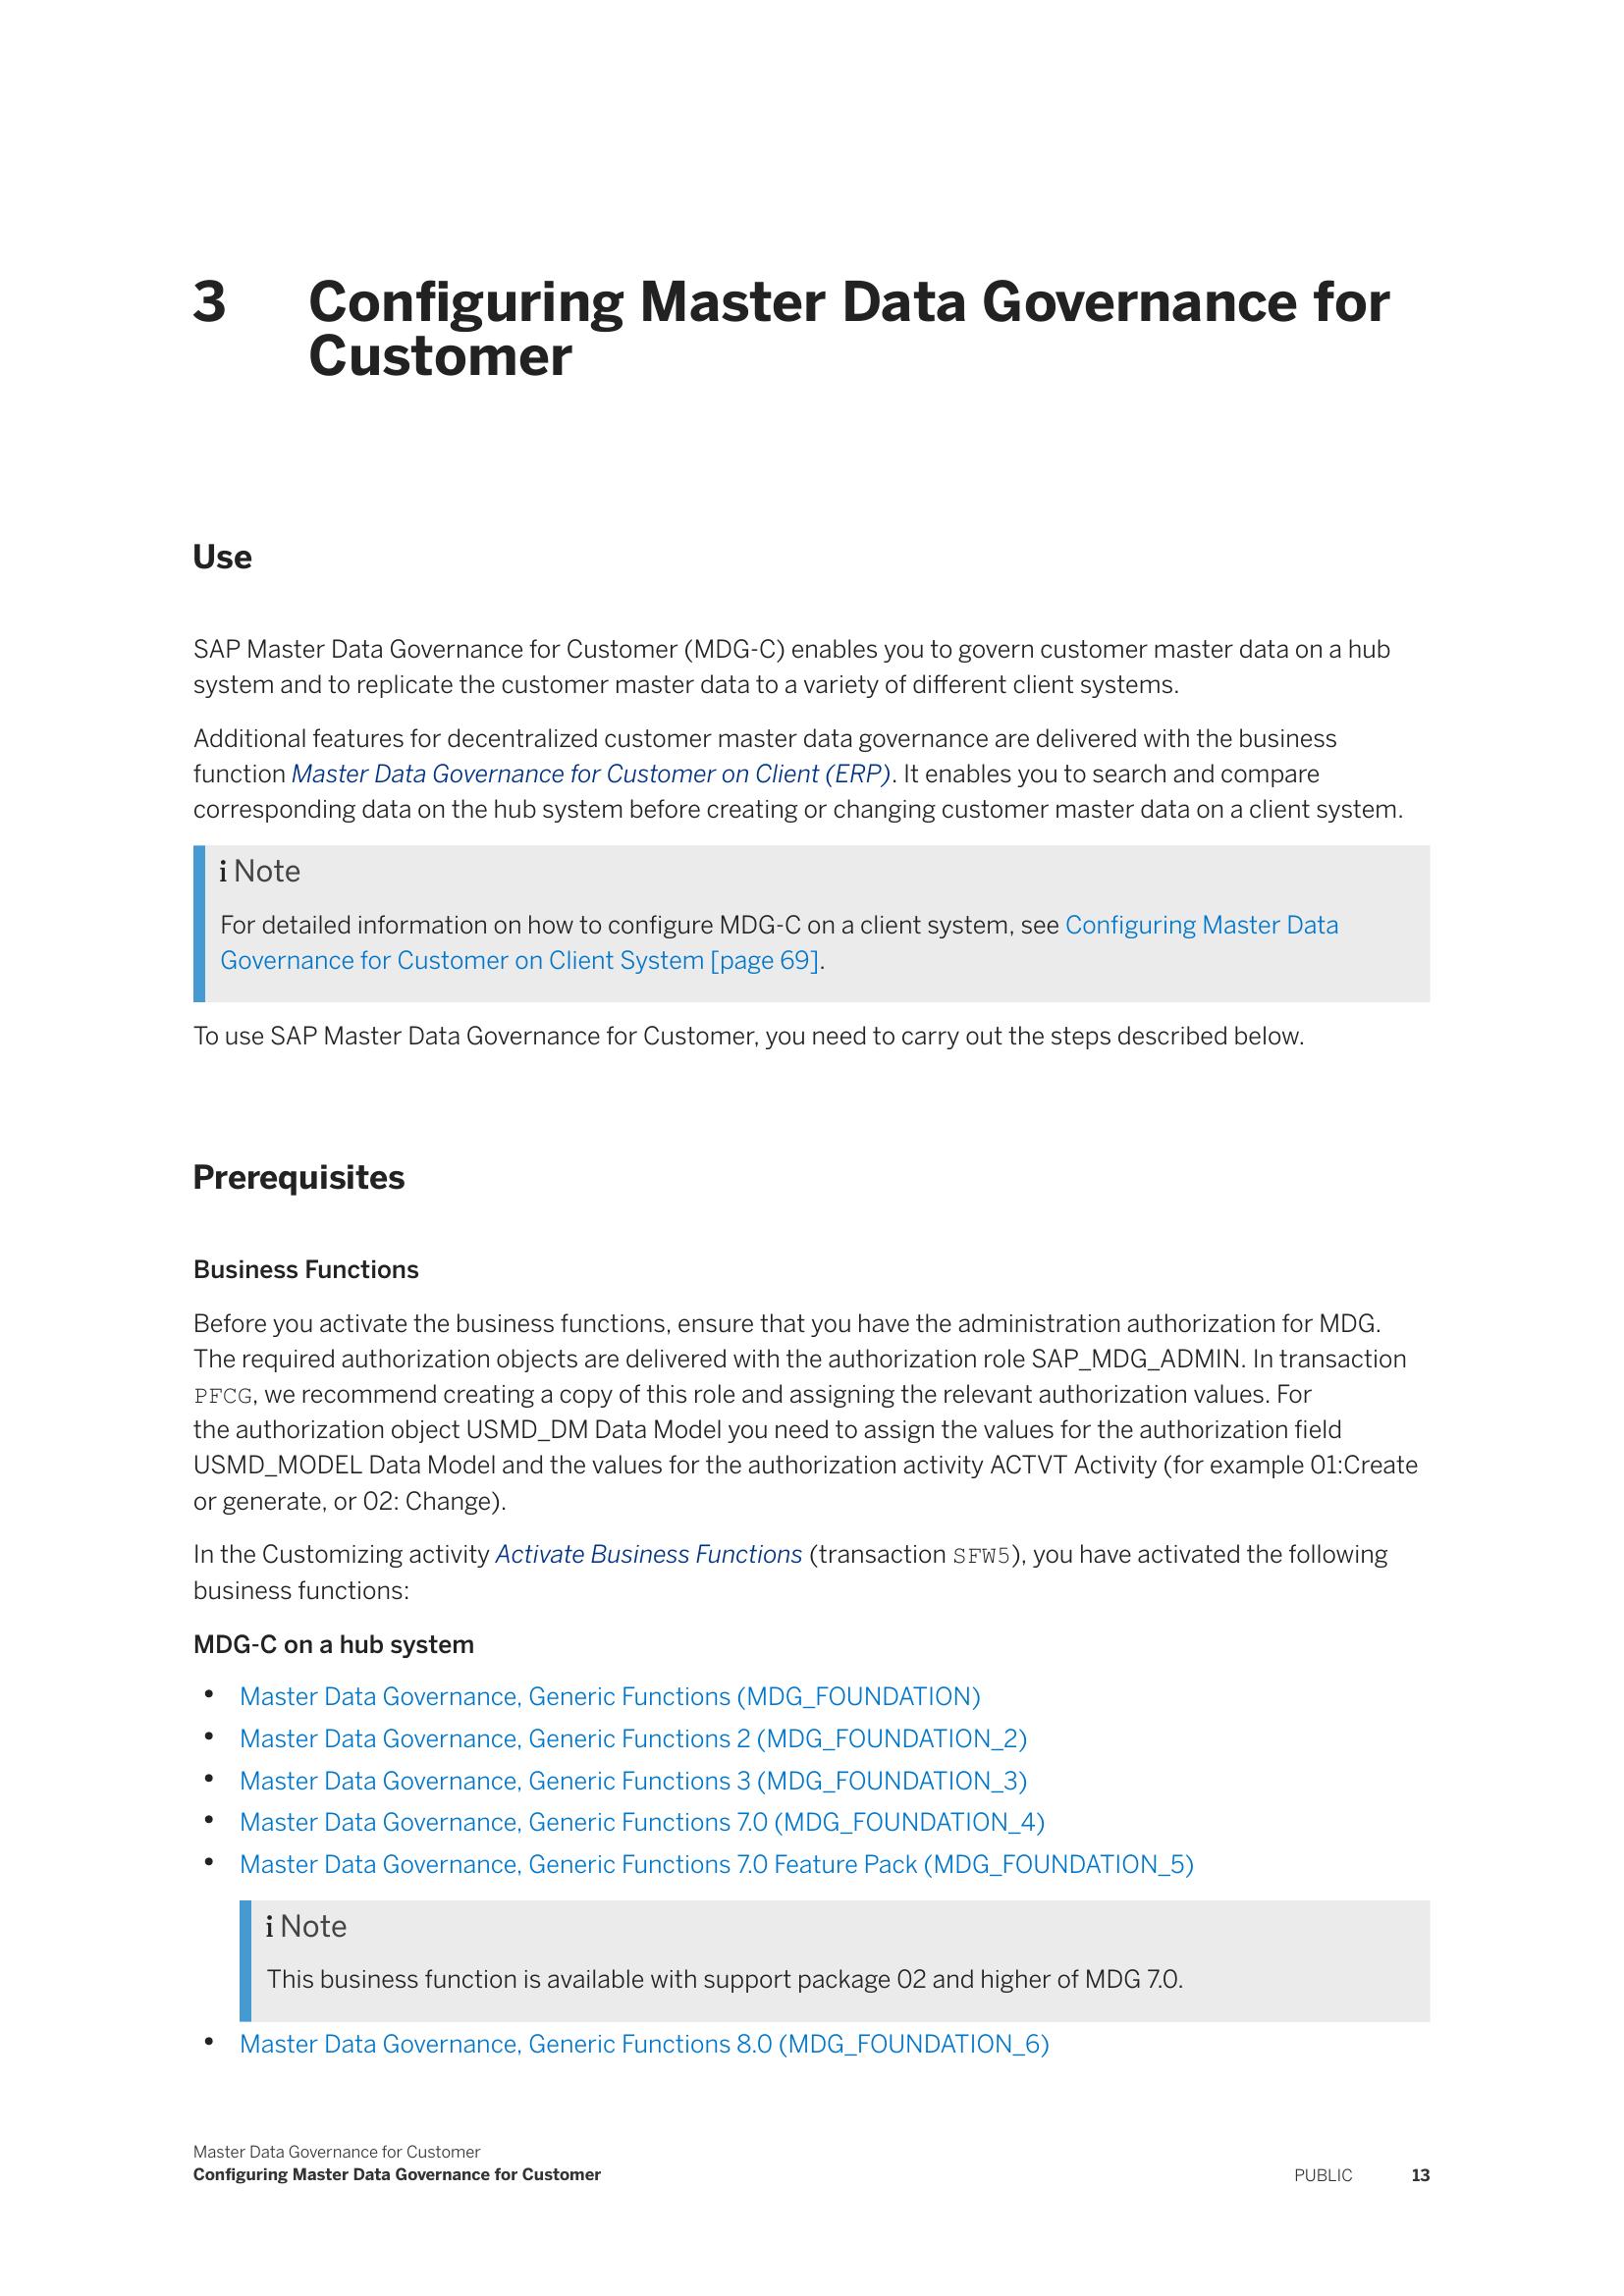 3 Configuring Master Data Governance for
Customer
Use
SAP Master Data Governance for Customer (MDG-C) enables you to govern customer master data on a hub
system and to replicate the customer master data to a variety of different client systems.
Additional features for decentralized customer master data governance are delivered with the business
function Master Data Governance for Customer on Client (ERP). It enables you to search and compare
corresponding data on the hub system before creating or changing customer master data on a client system.
i Note
For detailed information on how to configure MDG-C on a client system, see Configuring Master Data
Governance for Customer on Client System [page 69].
To use SAP Master Data Governance for Customer, you need to carry out the steps described below.
Prerequisites
Business Functions
Before you activate the business functions, ensure that you have the administration authorization for MDG.
The required authorization objects are delivered with the authorization role SAP_MDG_ADMIN. In transaction
PFCG, we recommend creating a copy of this role and assigning the relevant authorization values. For
the authorization object USMD_DM Data Model you need to assign the values for the authorization field
USMD_MODEL Data Model and the values for the authorization activity ACTVT Activity (for example 01:Create
or generate, or 02: Change).
In the Customizing activity Activate Business Functions (transaction SFW5), you have activated the following
business functions:
MDG-C on a hub system
• Master Data Governance, Generic Functions (MDG_FOUNDATION)
• Master Data Governance, Generic Functions 2 (MDG_FOUNDATION_2)
• Master Data Governance, Generic Functions 3 (MDG_FOUNDATION_3)
• Master Data Governance, Generic Functions 7.0 (MDG_FOUNDATION_4)
• Master Data Governance, Generic Functions 7.0 Feature Pack (MDG_FOUNDATION_5)
i Note
This business function is available with support package 02 and higher of MDG 7.0.
• Master Data Governance, Generic Functions 8.0 (MDG_FOUNDATION_6)
Master Data Governance for Customer
Configuring Master Data Governance for Customer PUBLIC 13